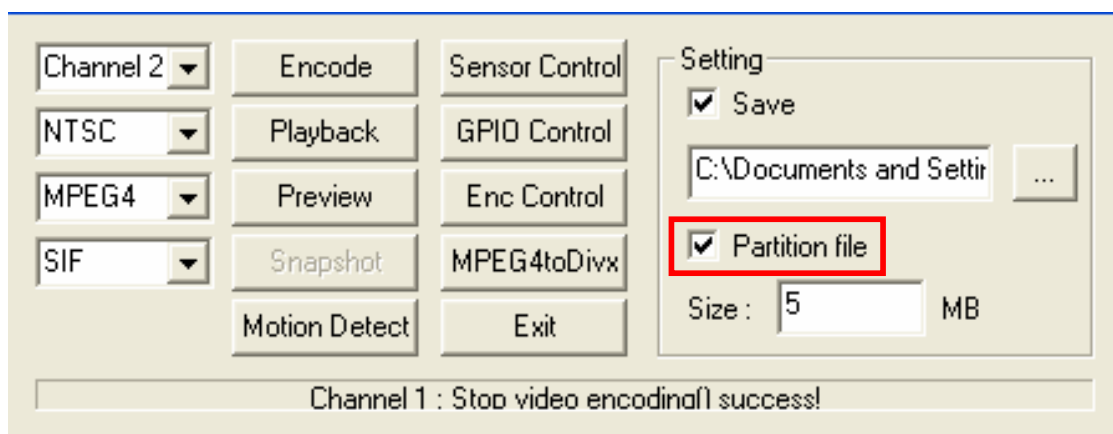 Channel 2
NTSC
MPEG4
SIF
Encode
Playback
Preview
Snapshot
Motion Detect
Sensor Control
GPIO Control
Enc Control
MPEG4toDivx
Exit
Setting
Save
C:\Documents and Settin
...
Partition file
Size : 5 MB
Channel 1 : Stop video encoding() success!